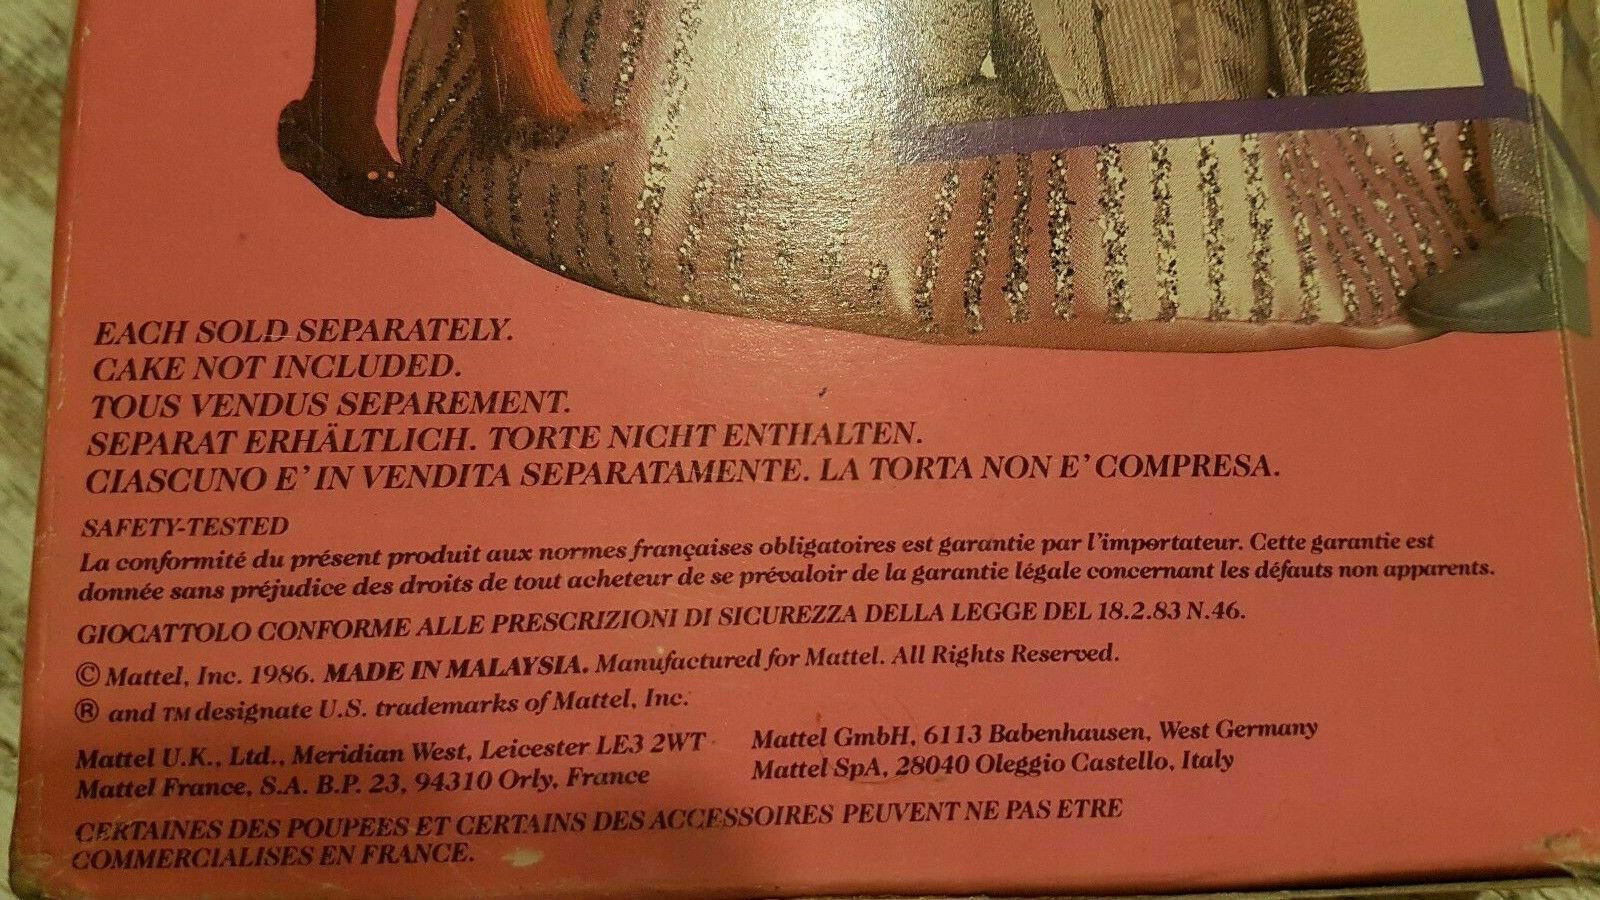 EACH SOLD SEPARATELY.
CAKE NOT INCLUDED.
TOUS VENDUS SEPAREMENT.
SEPARAT ERHÄLTLICH. TORTE NICHT ENTHALTEN.
CIASCUNO E' IN VENDITA SEPARATAMENTE. LA TORTA NON E' COMPRESA.
SAFETY-TESTED
La conformité du présent produit aux normes françaises obligatoires est garantie par l'importateur. Cette garantie est
donnée sans préjudice des droits de tout acheteur de se prévaloir de la garantie légale concernant les défauts non apparents.
GIOCATTOLO CONFORME ALLE PRESCRIZIONI DI SICUREZZA DELLA LEGGE DEL 18.2.83 N.46.
© Mattel, Inc. 1986. MADE IN MALAYSIA. Manufactured for Mattel. All Rights Reserved.
® and TM designate U.S. trademarks of Mattel, Inc.
Mattel U.K., Ltd., Meridian West, Leicester LE3 2WT
Mattel France, S.A. B.P. 23, 94310 Orly, France
Mattel GmbH, 6113 Babenhausen, West Germany
Mattel SpA, 28040 Oleggio Castello, Italy
CERTAINES DES POUPEES ET CERTAINS DES ACCESSOIRES PEUVENT NE PAS ETRE
COMMERCIALISES EN FRANCE.